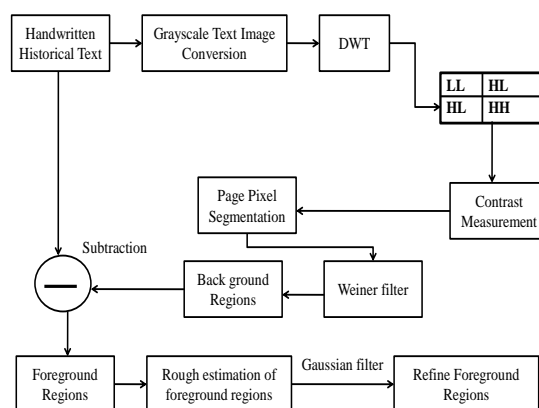 Handwritten
Historical Text
Grayscale Text Image
Conversion
DWT
LL HL
HL HH
Contrast
Measurement
Page Pixel
Segmentation
Weiner filter
Back ground
Regions
Subtraction
Foreground
Regions
Rough estimation of
foreground regions
Gaussian filter
Refine Foreground
Regions